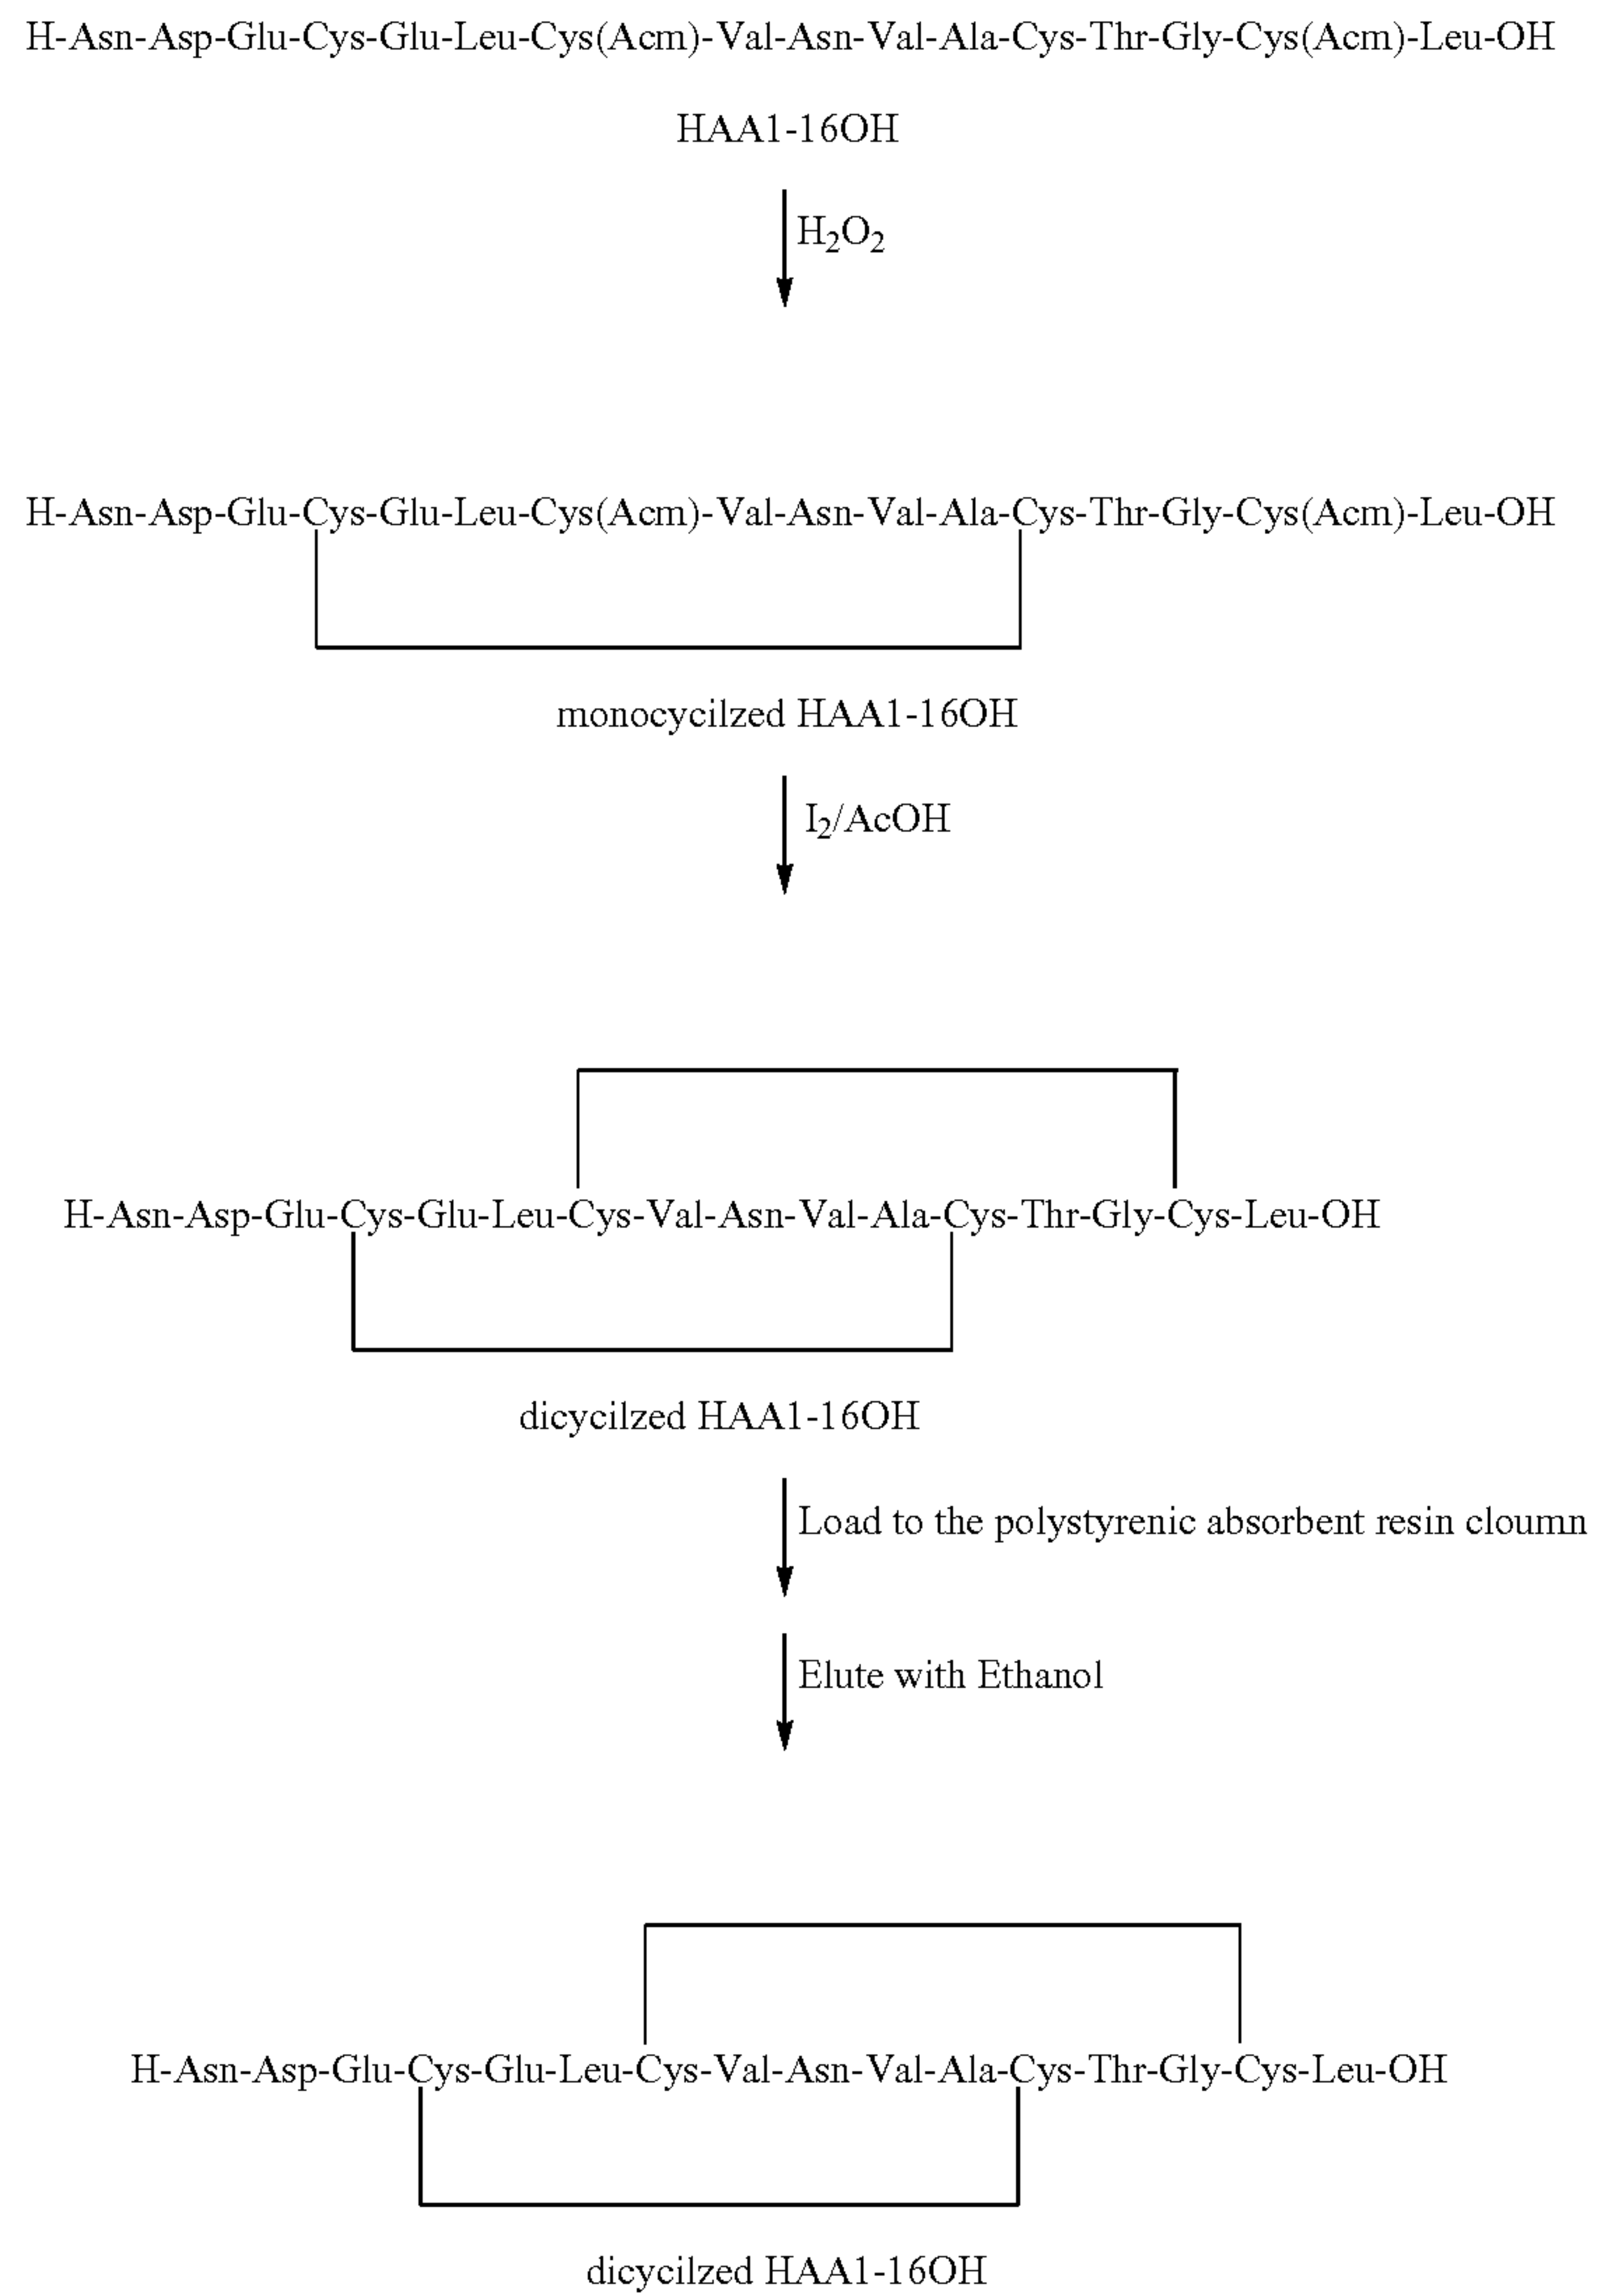 H-Asn-Asp-Glu-Cys-Glu-Leu-Cys(Acm)-Val-Asn-Val-Ala-Cys-Thr-Gly-Cys(Acm)-Leu-OH
HAA1-16OH
H₂O₂
H-Asn-Asp-Glu-Cys-Glu-Leu-Cys(Acm)-Val-Asn-Val-Ala-Cys-Thr-Gly-Cys(Acm)-Leu-OH
monocycilzed HAA1-16OH
I₂/AcOH
H-Asn-Asp-Glu-Cys-Glu-Leu-Cys-Val-Asn-Val-Ala-Cys-Thr-Gly-Cys-Leu-OH
dicycilzed HAA1-16OH
Load to the polystyrenic absorbent resin cloumn
Elute with Ethanol
H-Asn-Asp-Glu-Cys-Glu-Leu-Cys-Val-Asn-Val-Ala-Cys-Thr-Gly-Cys-Leu-OH
dicycilzed HAA1-16OH